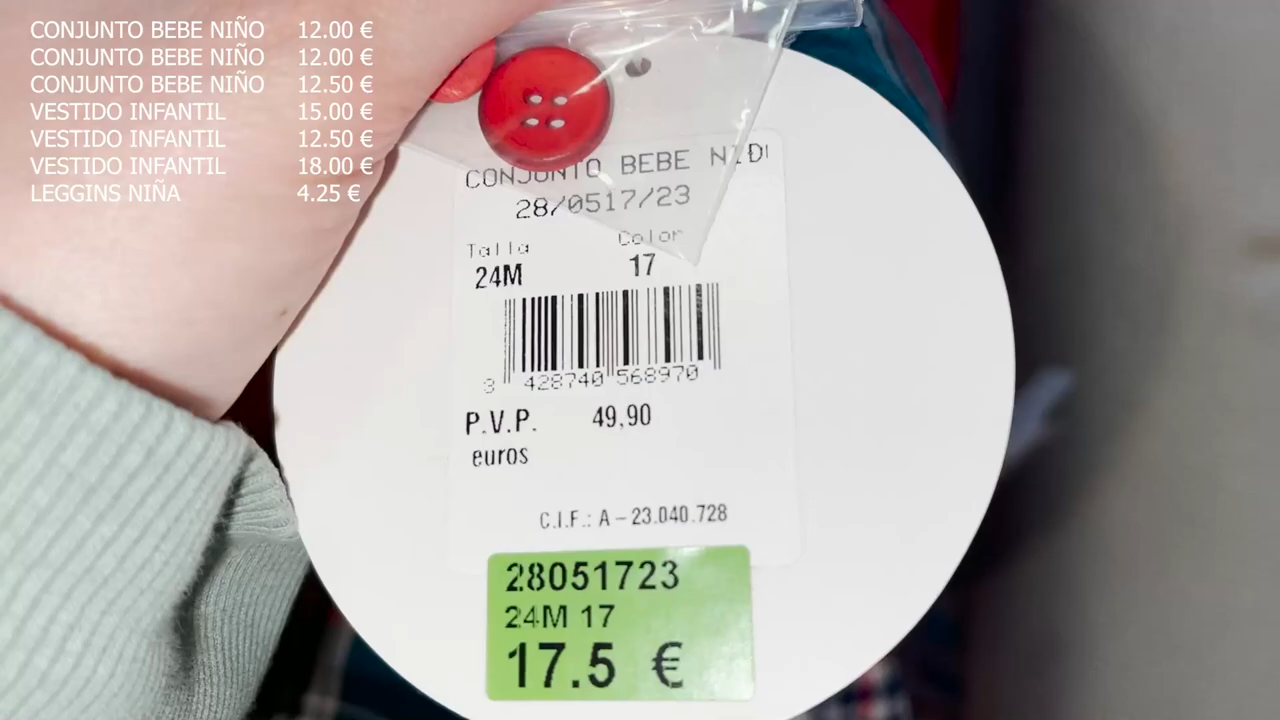 CONJUNTO BEBE NIÑO 12.00 €
CONJUNTO BEBE NIÑO 12.00 €
CONJUNTO BEBE NIÑO 12.50 €
VESTIDO INFANTIL 15.00 €
VESTIDO INFANTIL 12.50 €
VESTIDO INFANTIL 18.00 €
LEGGINS NIÑA 4.25 €
CONJUNTO BEBE NIDI
28/0517/23
Talla Color
24M 17
3 428740 568970
P.V.P. 49,90
euros
C.I.F.: A-23.040.728
28051723
24M 17
17.5 €